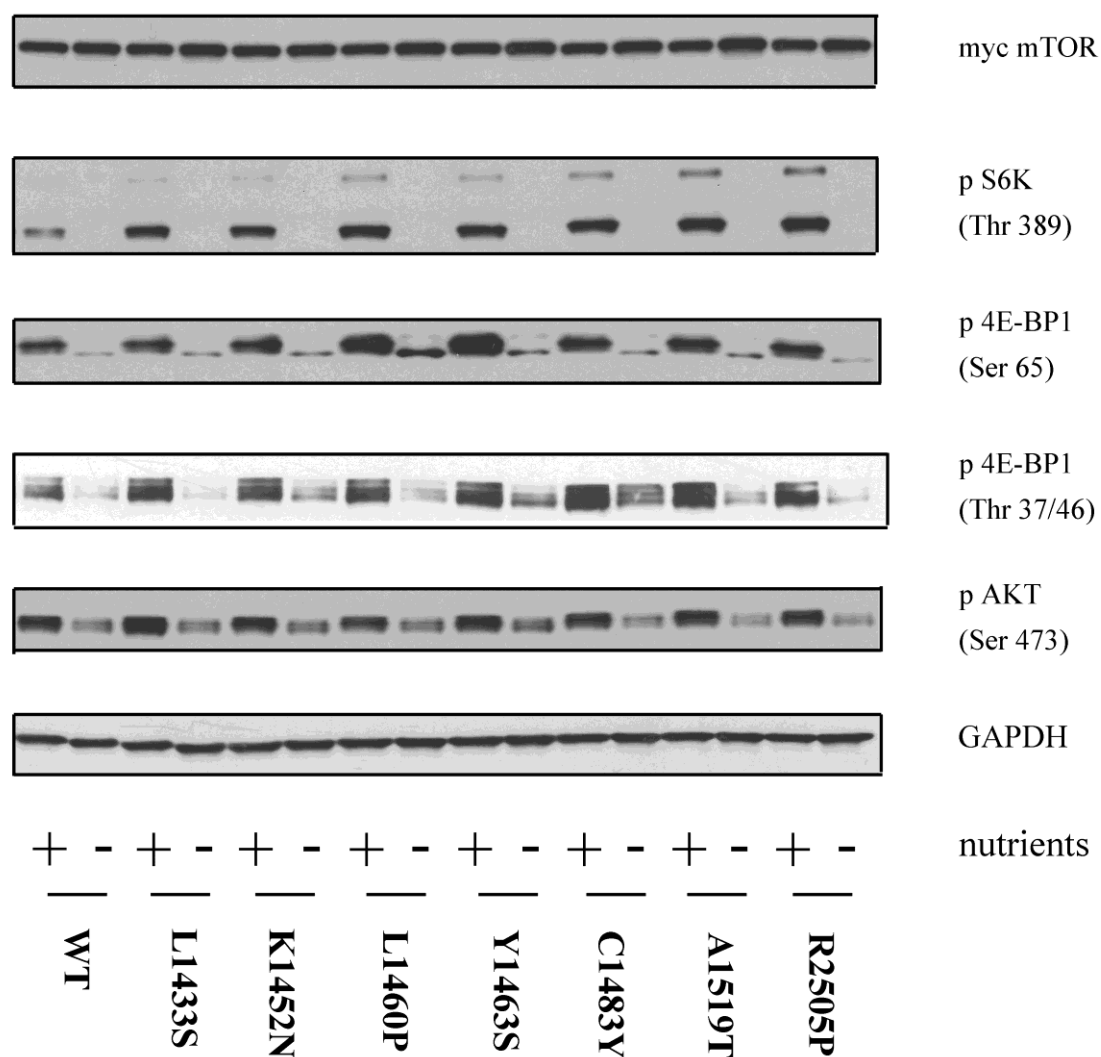 myc mTOR
p S6K
(Thr 389)
p 4E-BP1
(Ser 65)
p 4E-BP1
(Thr 37/46)
p AKT
(Ser 473)
GAPDH
+ - + - + - + - + - + - + - + - nutrients
WT
L1433S
K1452N
L1460P
Y1463S
C1483Y
A1519T
R2505P